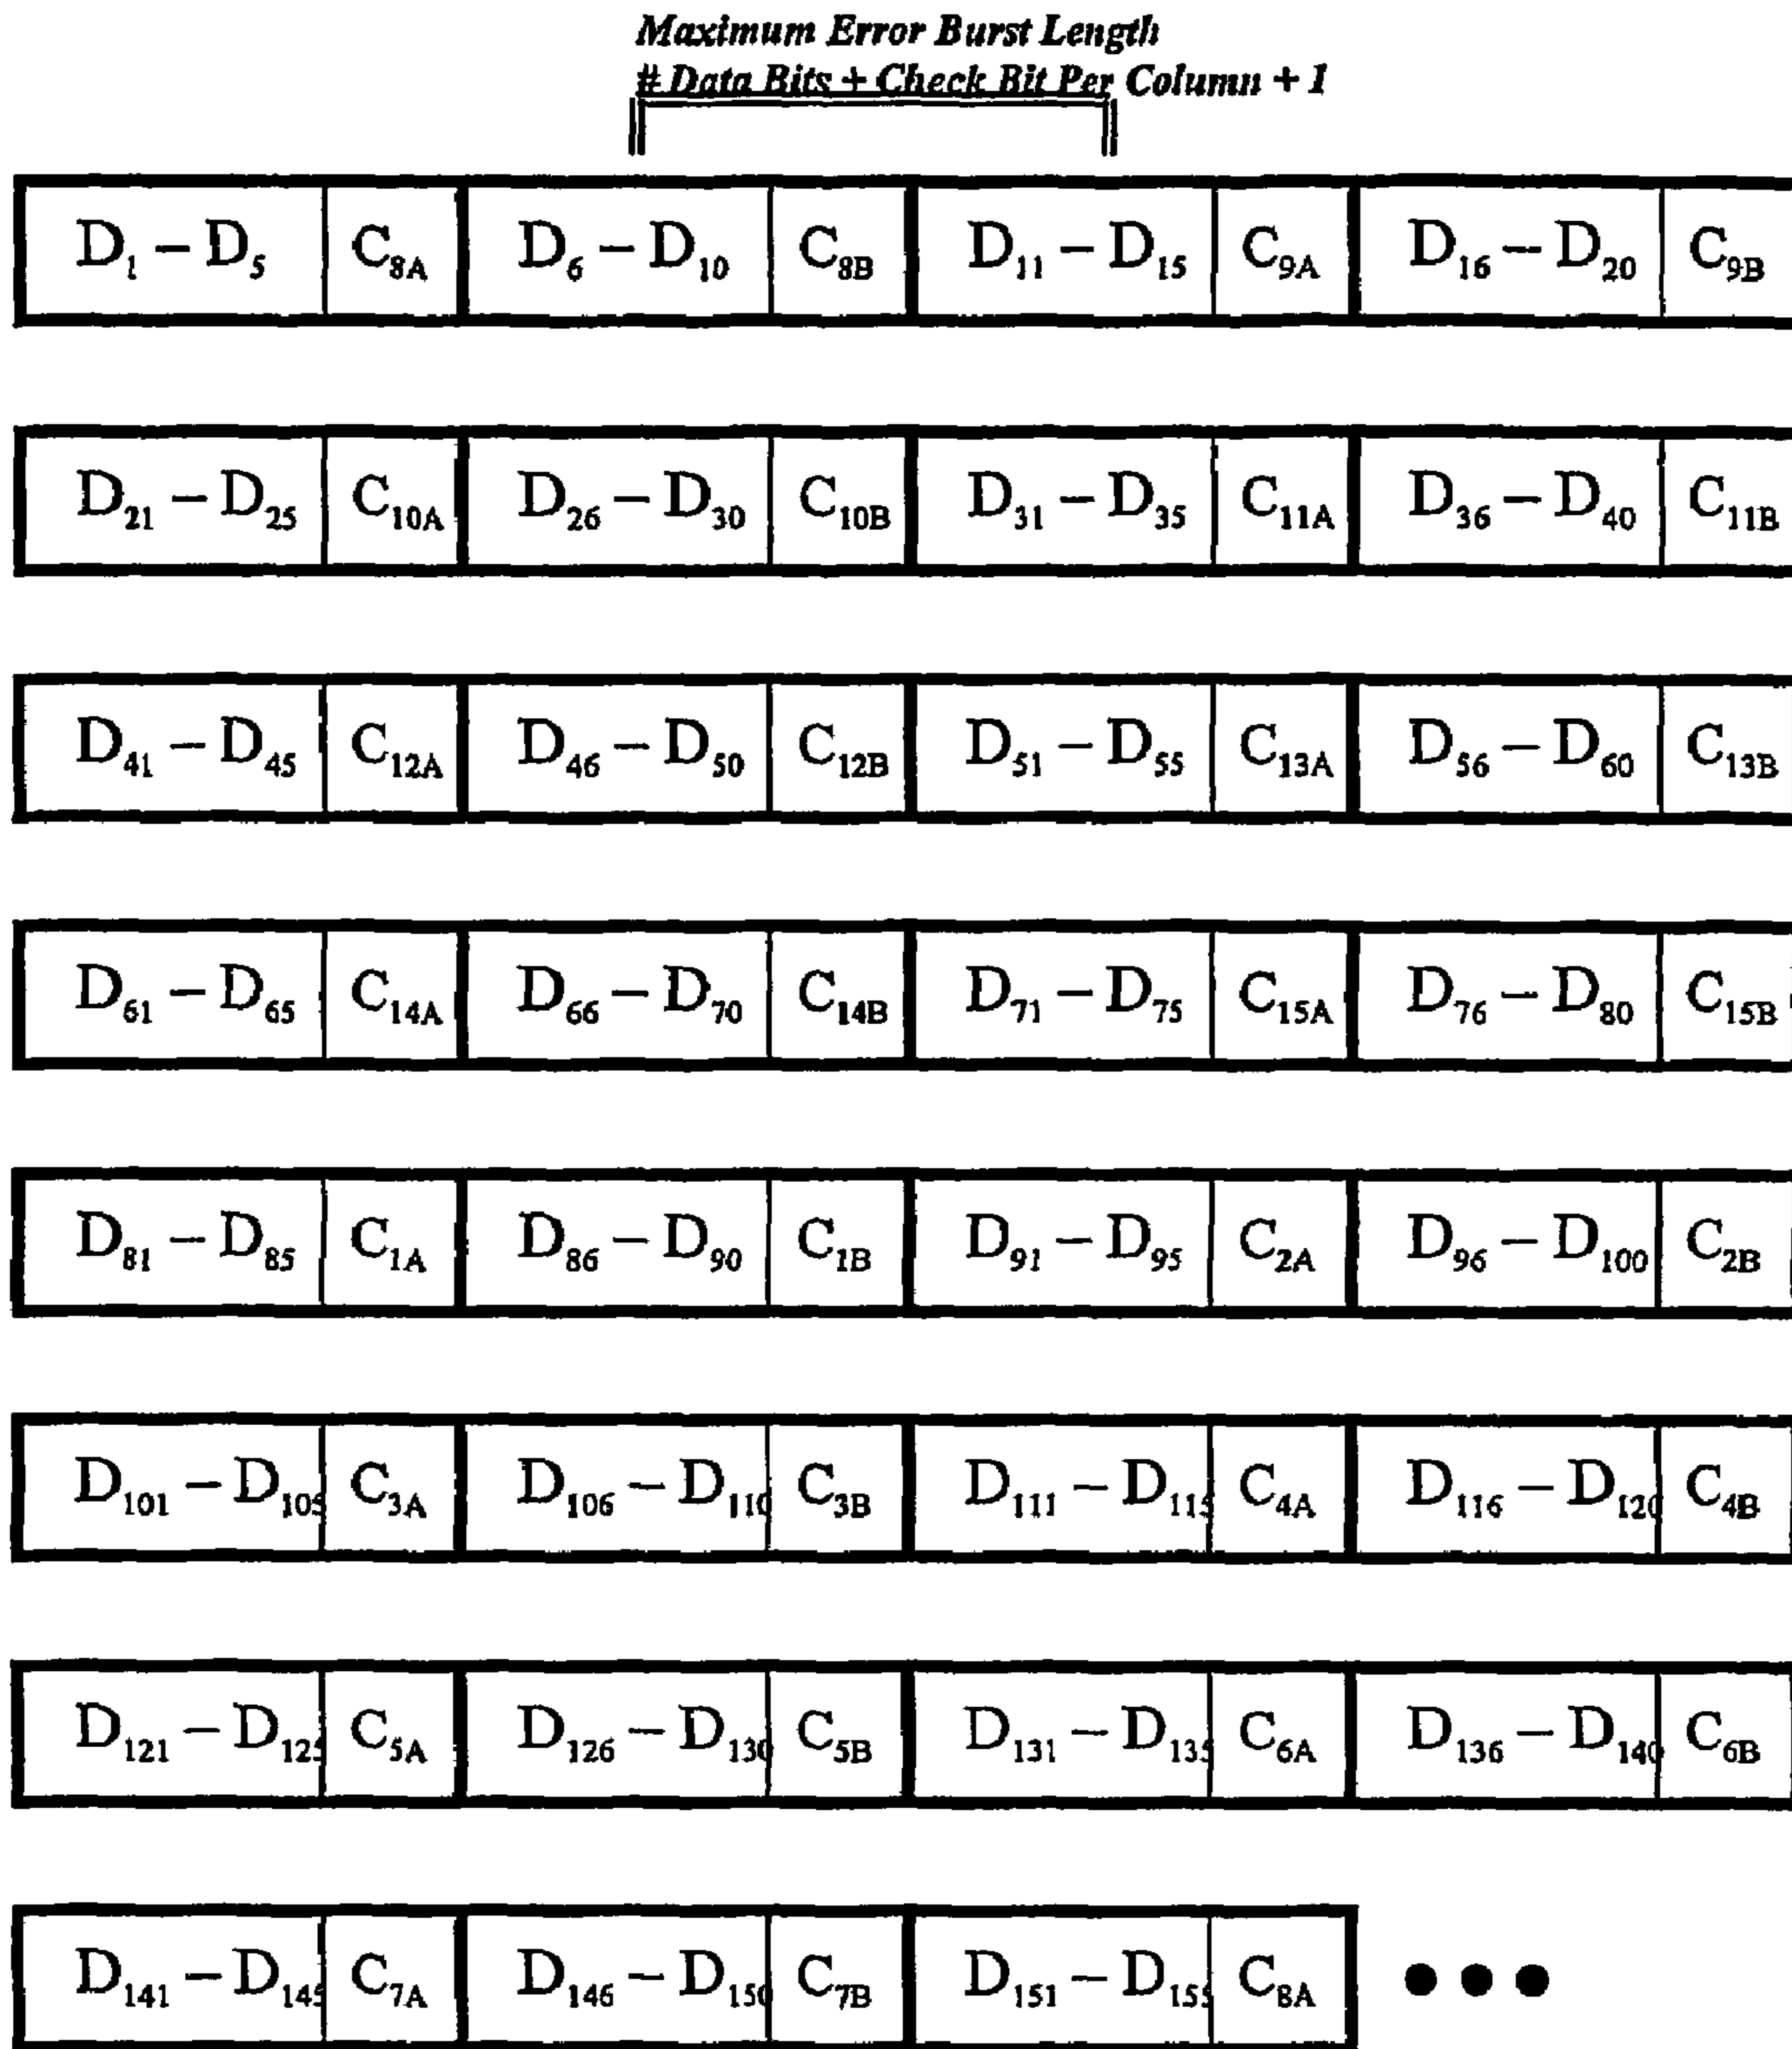 Maximum Error Burst Length
# Data Bits + Check Bit Per Column + 1
D₁ – D₅ C₈A D₆ – D₁₀ C₈B D₁₁ – D₁₅ C₉A D₁₆ – D₂₀ C₉B
D₂₁ – D₂₅ C₁₀A D₂₆ – D₃₀ C₁₀B D₃₁ – D₃₅ C₁₁A D₃₆ – D₄₀ C₁₁B
D₄₁ – D₄₅ C₁₂A D₄₆ – D₅₀ C₁₂B D₅₁ – D₅₅ C₁₃A D₅₆ – D₆₀ C₁₃B
D₆₁ – D₆₅ C₁₄A D₆₆ – D₇₀ C₁₄B D₇₁ – D₇₅ C₁₅A D₇₆ – D₈₀ C₁₅B
D₈₁ – D₈₅ C₁A D₈₆ – D₉₀ C₁B D₉₁ – D₉₅ C₂A D₉₆ – D₁₀₀ C₂B
D₁₀₁ – D₁₀₅ C₃A D₁₀₆ – D₁₁₀ C₃B D₁₁₁ – D₁₁₅ C₄A D₁₁₆ – D₁₂₀ C₄B
D₁₂₁ – D₁₂₅ C₅A D₁₂₆ – D₁₃₀ C₅B D₁₃₁ – D₁₃₅ C₆A D₁₃₆ – D₁₄₀ C₆B
D₁₄₁ – D₁₄₅ C₇A D₁₄₆ – D₁₅₀ C₇B D₁₅₁ – D₁₅₅ C₈A ● ● ●